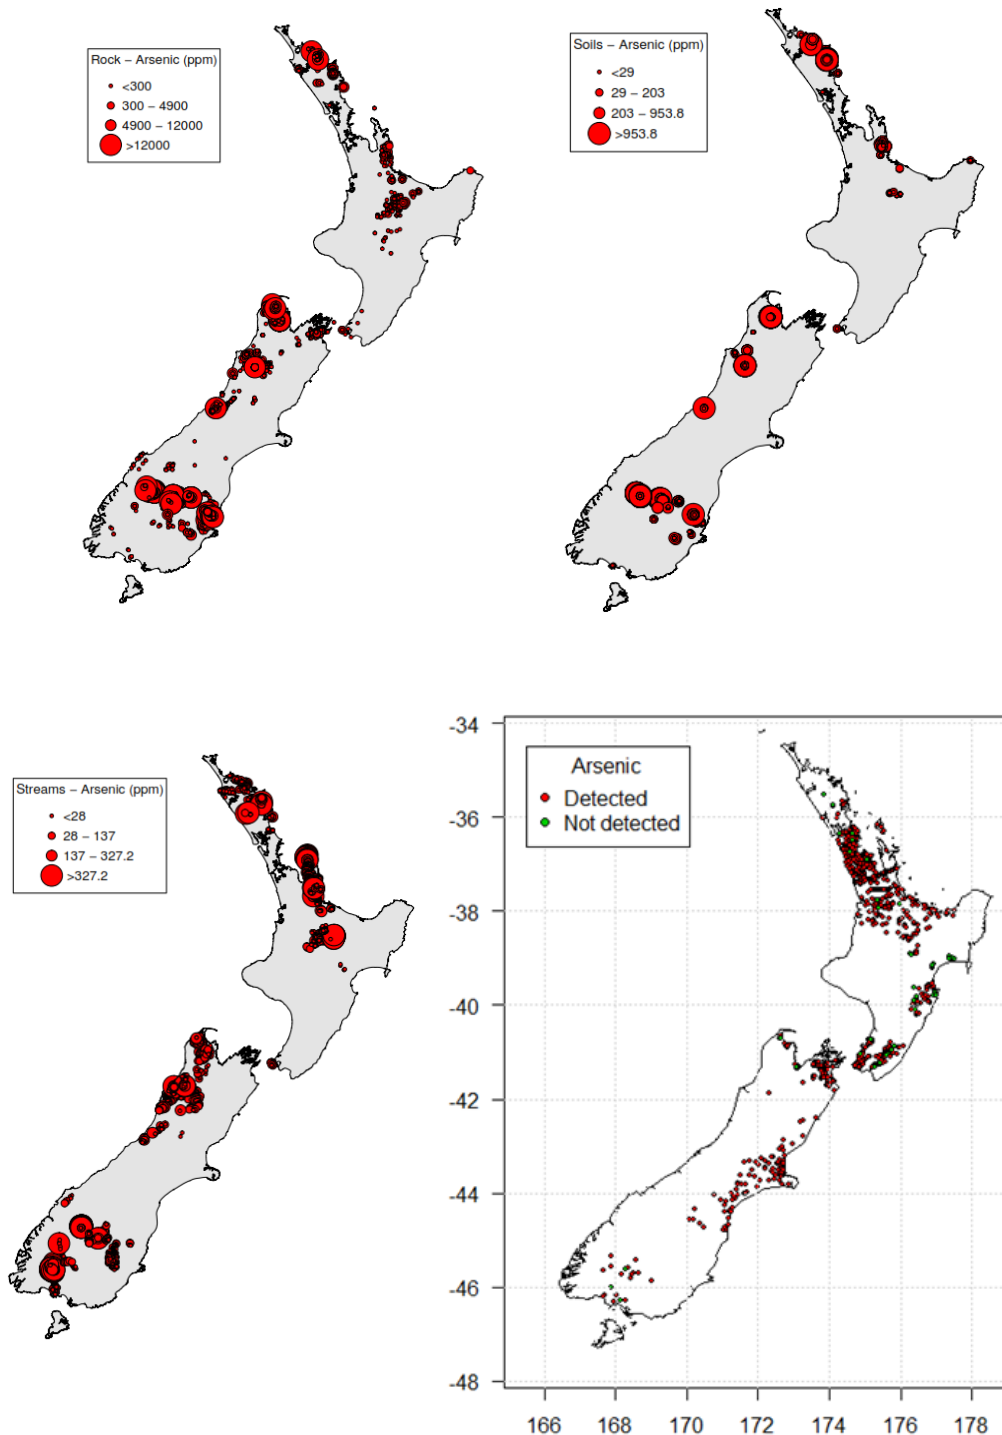 Rock – Arsenic (ppm)
<300
300 – 4900
4900 – 12000
>12000
Soils – Arsenic (ppm)
<29
29 – 203
203 – 953.8
>953.8
Streams – Arsenic (ppm)
<28
28 – 137
137 – 327.2
>327.2
Arsenic
Detected
Not detected
-34
-36
-38
-40
-42
-44
-46
-48
166 168 170 172 174 176 178